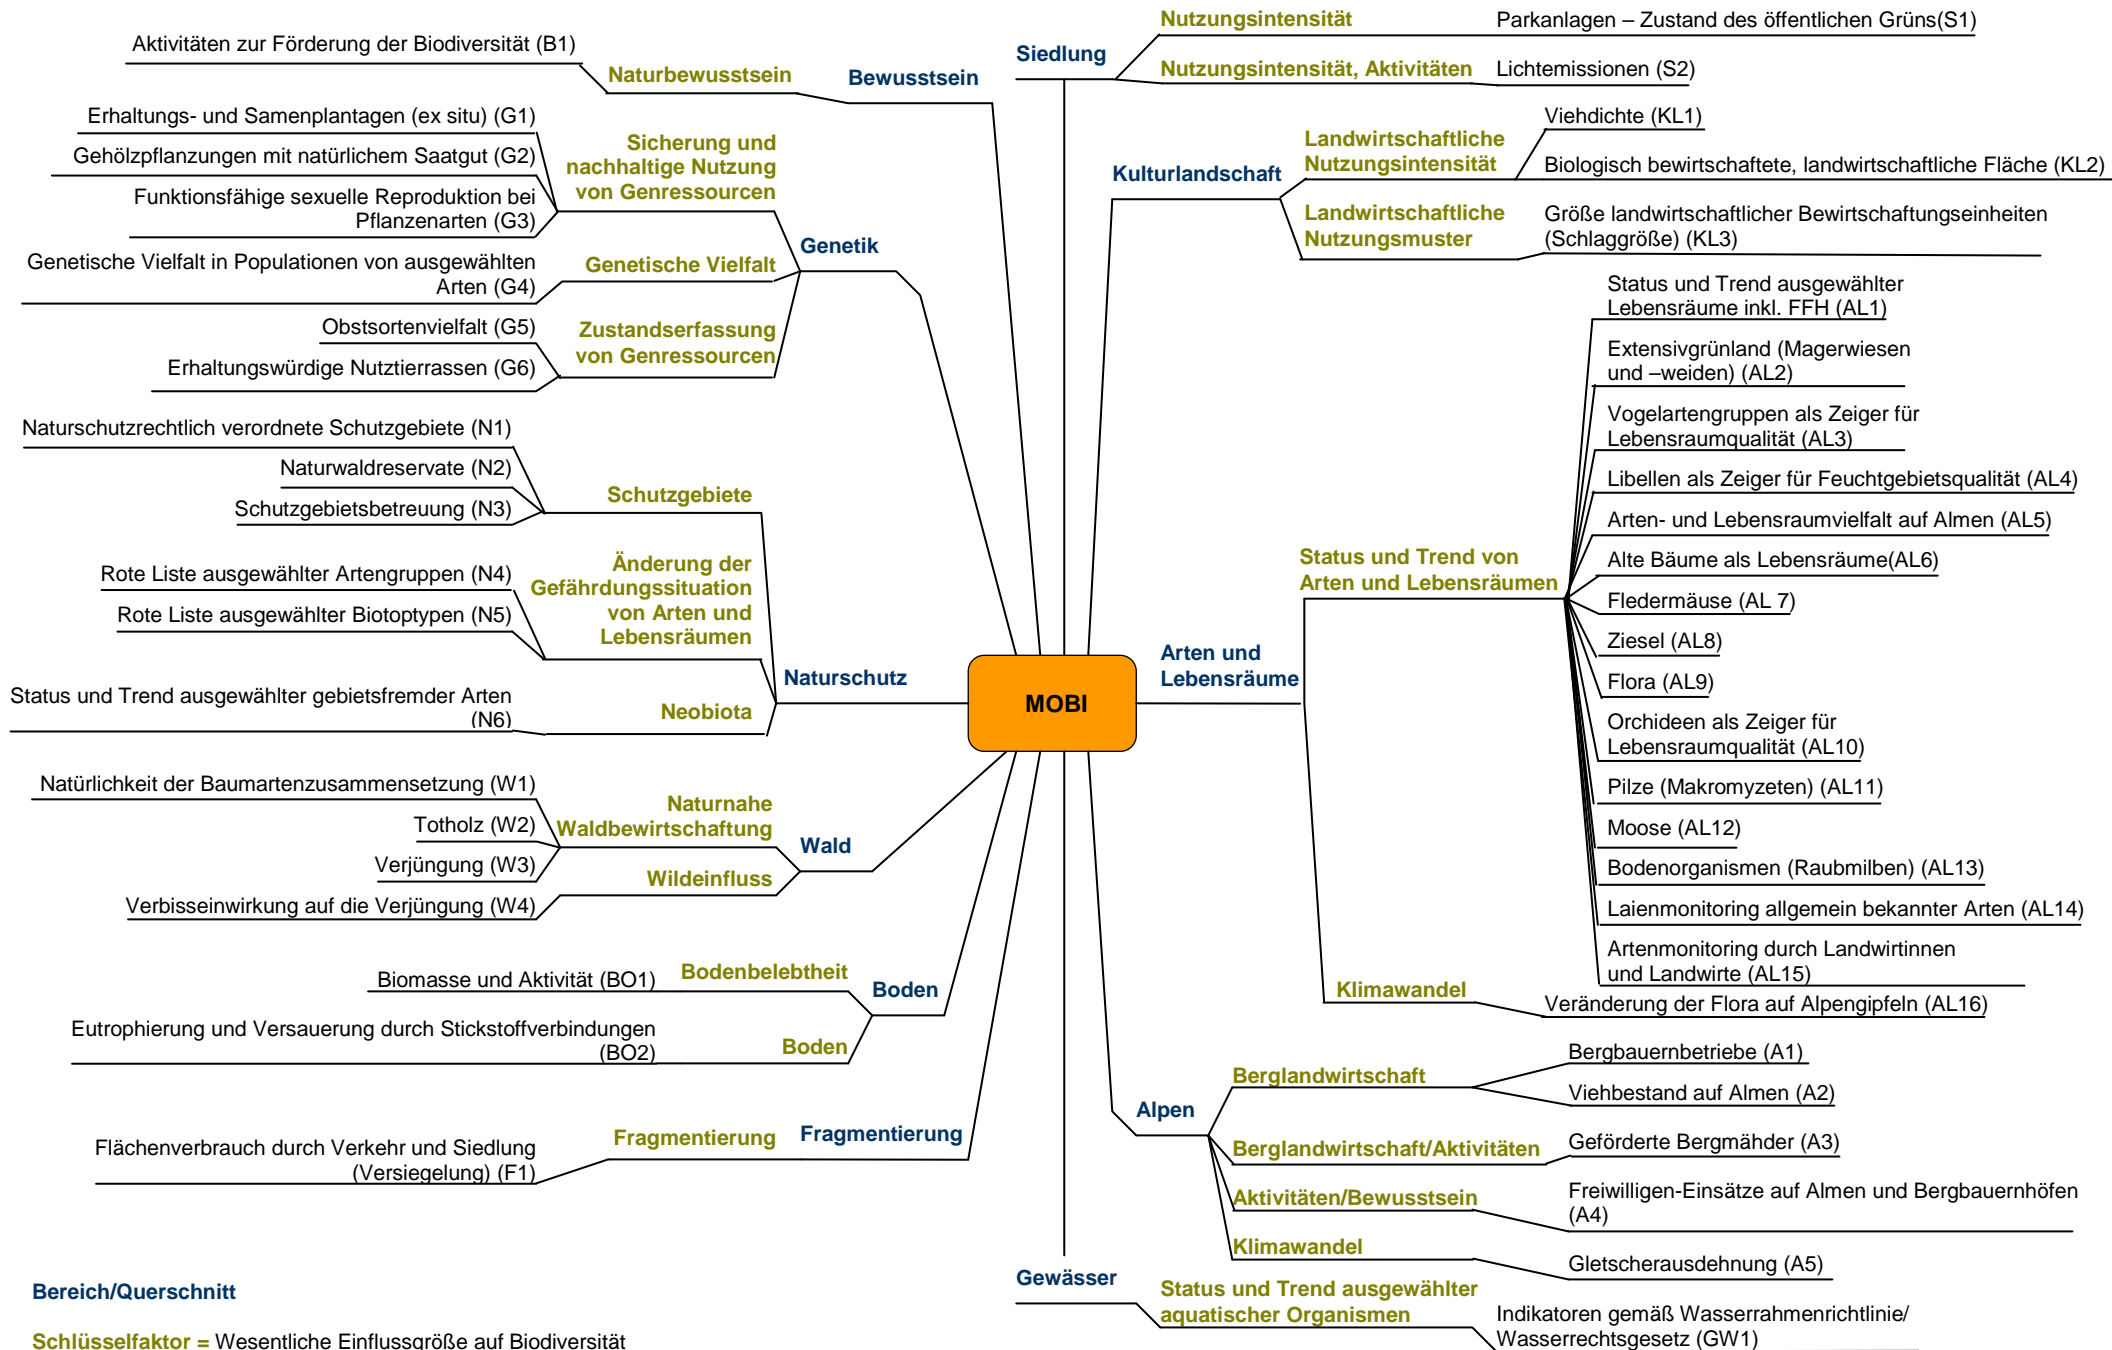 Aktivitäten zur Förderung der Biodiversität (B1)
Naturbewusstsein
Bewusstsein
Erhaltungs- und Samenplantagen (ex situ) (G1)
Gehölzpflanzungen mit natürlichem Saatgut (G2)
Funktionsfähige sexuelle Reproduktion bei
Pflanzenarten (G3)
Sicherung und
nachhaltige Nutzung
von Genressourcen
Genetik
Genetische Vielfalt in Populationen von ausgewählten
Arten (G4)
Genetische Vielfalt
Obstsortenvielfalt (G5)
Erhaltungswürdige Nutztierrassen (G6)
Zustandserfassung
von Genressourcen
Naturschutzrechtlich verordnete Schutzgebiete (N1)
Naturwaldreservate (N2)
Schutzgebietsbetreuung (N3)
Schutzgebiete
Rote Liste ausgewählter Artengruppen (N4)
Rote Liste ausgewählter Biotoptypen (N5)
Änderung der
Gefährdungssituation
von Arten und
Lebensräumen
Naturschutz
Status und Trend ausgewählter gebietsfremder Arten
(N6)
Neobiota
Natürlichkeit der Baumartenzusammensetzung (W1)
Totholz (W2)
Verjüngung (W3)
Naturnahe
Waldbewirtschaftung
Wald
Verbisseinwirkung auf die Verjüngung (W4)
Wildeinfluss
Biomasse und Aktivität (BO1)
Bodenbelebtheit
Boden
Eutrophierung und Versauerung durch Stickstoffverbindungen
(BO2)
Boden
Flächenverbrauch durch Verkehr und Siedlung
(Versiegelung) (F1)
Fragmentierung
Fragmentierung
Bereich/Querschnitt
Schlüsselfaktor = Wesentliche Einflussgröße auf Biodiversität
MOBI
Siedlung
Nutzungsintensität
Parkanlagen – Zustand des öffentlichen Grüns(S1)
Nutzungsintensität, Aktivitäten
Lichtemissionen (S2)
Kulturlandschaft
Landwirtschaftliche
Nutzungsintensität
Viehdichte (KL1)
Biologisch bewirtschaftete, landwirtschaftliche Fläche (KL2)
Landwirtschaftliche
Nutzungsmuster
Größe landwirtschaftlicher Bewirtschaftungseinheiten
(Schlaggröße) (KL3)
Arten und
Lebensräume
Status und Trend von
Arten und Lebensräumen
Status und Trend ausgewählter
Lebensräume inkl. FFH (AL1)
Extensivgrünland (Magerwiesen
und –weiden) (AL2)
Vogelartengruppen als Zeiger für
Lebensraumqualität (AL3)
Libellen als Zeiger für Feuchtgebietsqualität (AL4)
Arten- und Lebensraumvielfalt auf Almen (AL5)
Alte Bäume als Lebensräume(AL6)
Fledermäuse (AL 7)
Ziesel (AL8)
Flora (AL9)
Orchideen als Zeiger für
Lebensraumqualität (AL10)
Pilze (Makromyzeten) (AL11)
Moose (AL12)
Bodenorganismen (Raubmilben) (AL13)
Laienmonitoring allgemein bekannter Arten (AL14)
Artenmonitoring durch Landwirtinnen
und Landwirte (AL15)
Klimawandel
Veränderung der Flora auf Alpengipfeln (AL16)
Alpen
Berglandwirtschaft
Bergbauernbetriebe (A1)
Viehbestand auf Almen (A2)
Berglandwirtschaft/Aktivitäten
Geförderte Bergmähder (A3)
Aktivitäten/Bewusstsein
Freiwilligen-Einsätze auf Almen und Bergbauernhöfen
(A4)
Klimawandel
Gletscherausdehnung (A5)
Gewässer
Status und Trend ausgewählter
aquatischer Organismen
Indikatoren gemäß Wasserrahmenrichtlinie/
Wasserrechtsgesetz (GW1)